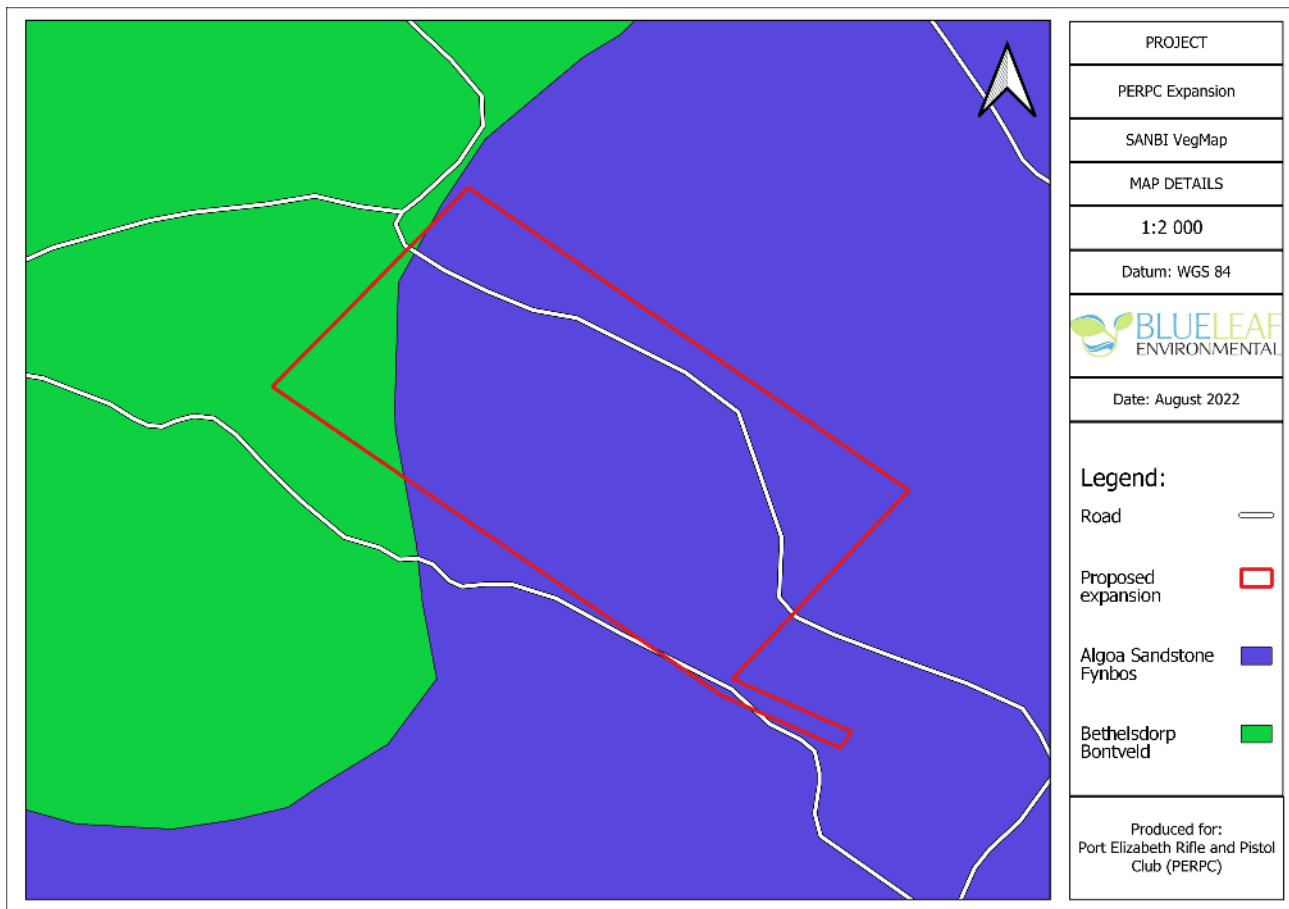 PROJECT
PERPC Expansion
SANBI VegMap
MAP DETAILS
1:2 000
Datum: WGS 84
BLUELEAF
ENVIRONMENTAL
Date: August 2022
Legend:
Road
Proposed
expansion
Algoa Sandstone
Fynbos
Bethelsdorp
Bontveld
Produced for:
Port Elizabeth Rifle and Pistol
Club (PERPC)